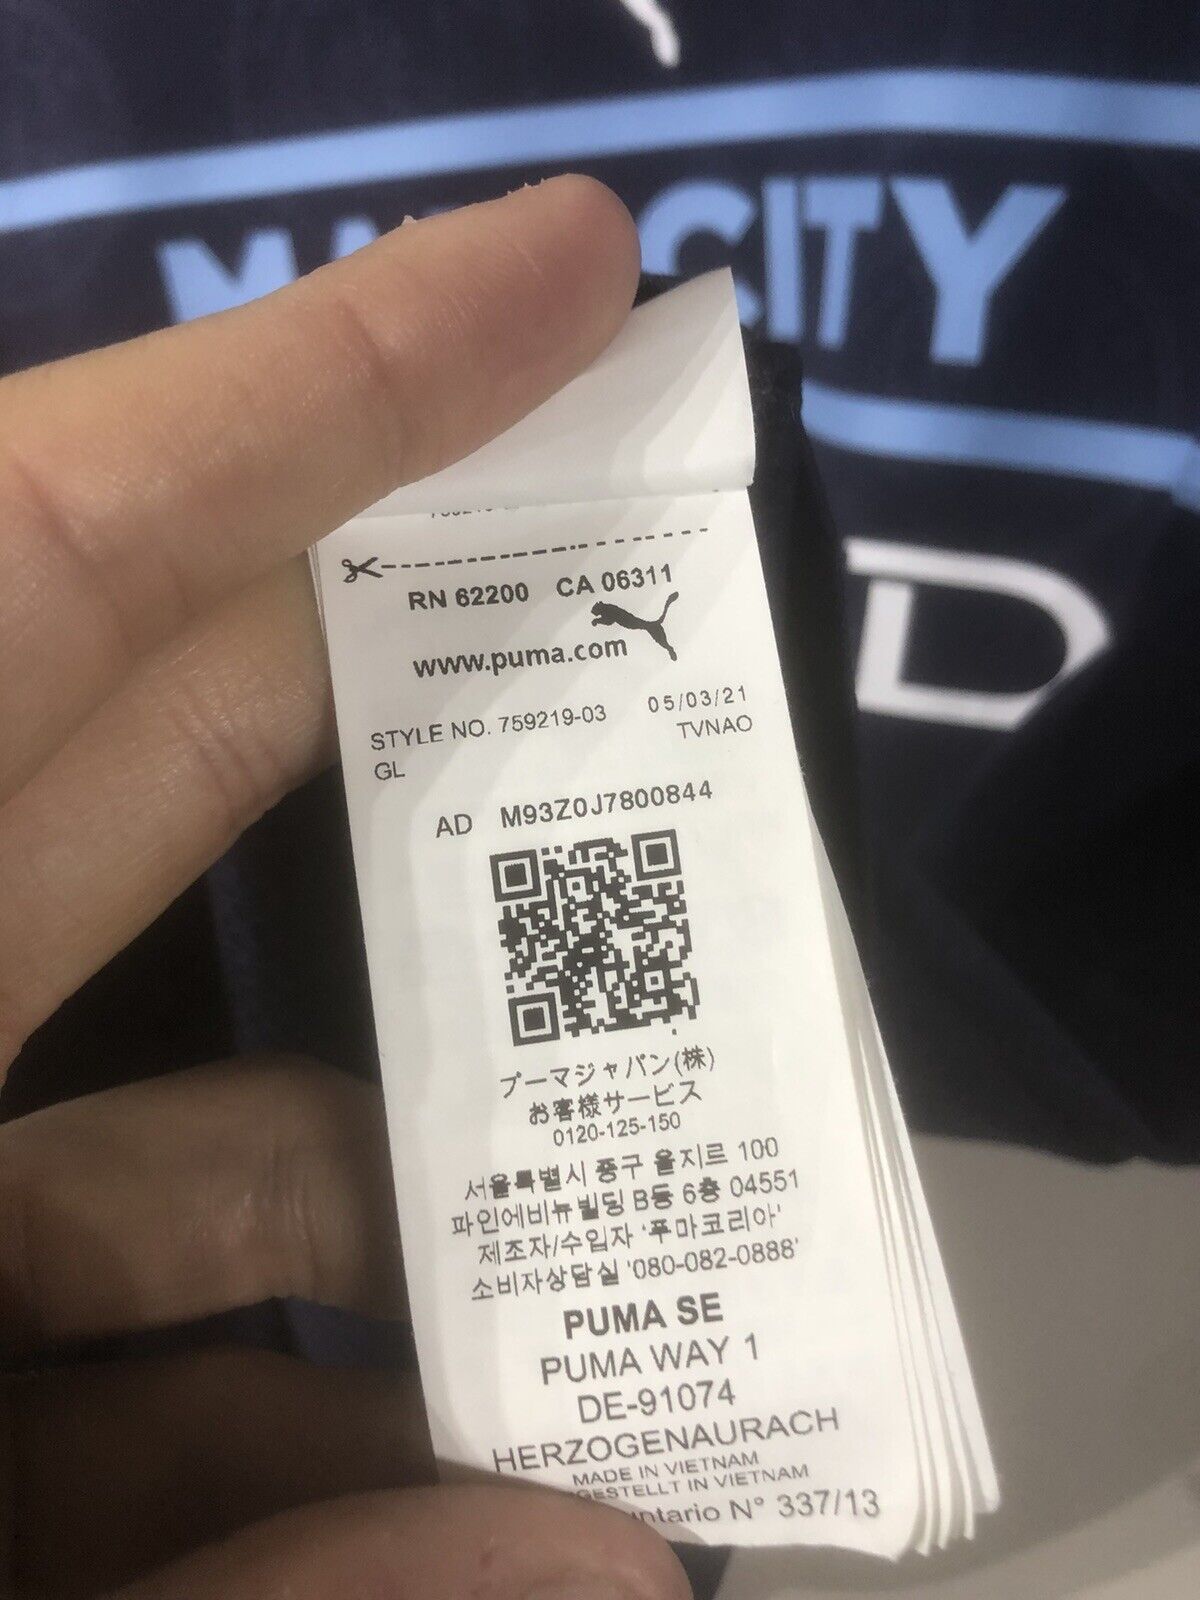 CITY
D
RN 62200 CA 06311
www.puma.com
STYLE NO. 759219-03 05/03/21
GL TVNAO
AD M93Z0J7800844
プーマジャパン(株)
お客様サービス
0120-125-150
서울특별시 중구 을지로 100
파인에비뉴빌딩 B동 6층 04551
제조자/수입자 '푸마코리아'
소비자상담실 '080-082-0888'
PUMA SE
PUMA WAY 1
DE-91074
HERZOGENAURACH
MADE IN VIETNAM
GESTELLT IN VIETNAM
untario N° 337/13